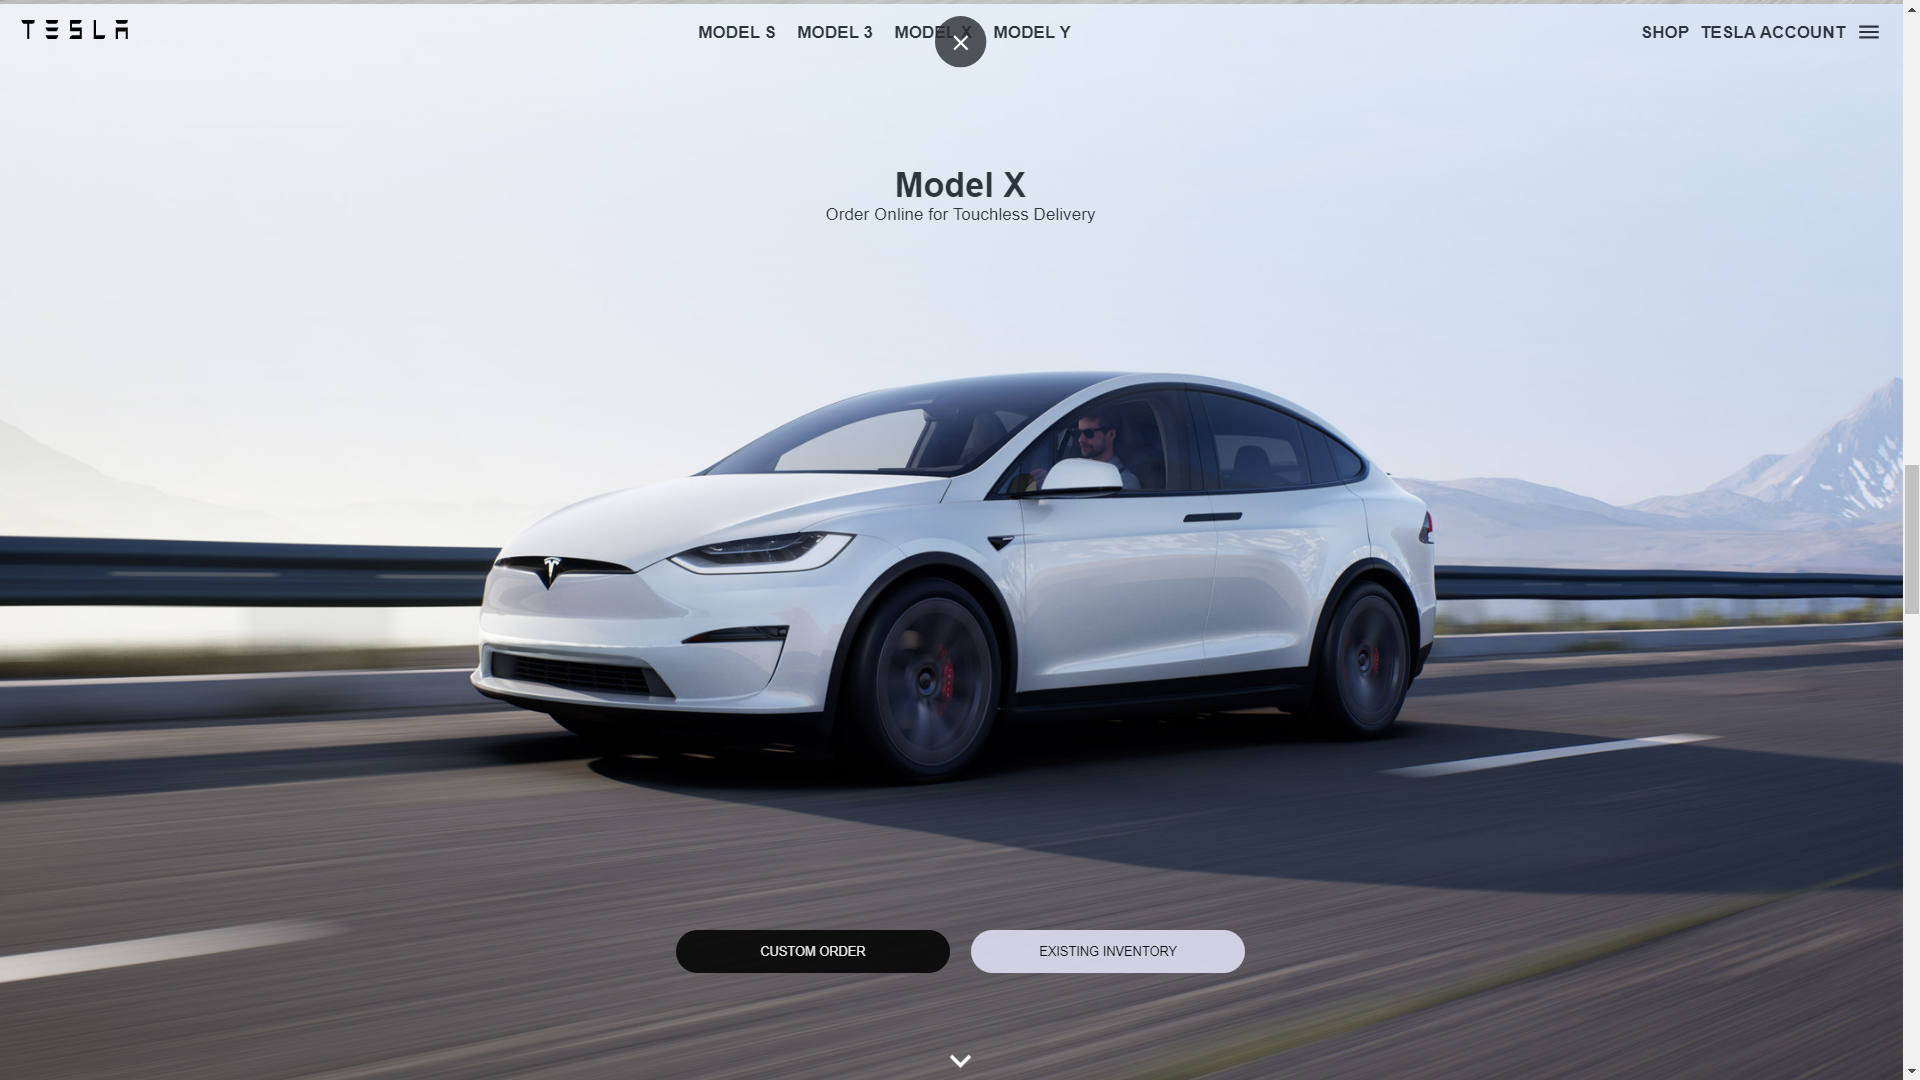 TESLA
MODEL S MODEL 3 MODEL X MODEL Y
SHOP TESLA ACCOUNT
Model X
Order Online for Touchless Delivery
CUSTOM ORDER
EXISTING INVENTORY